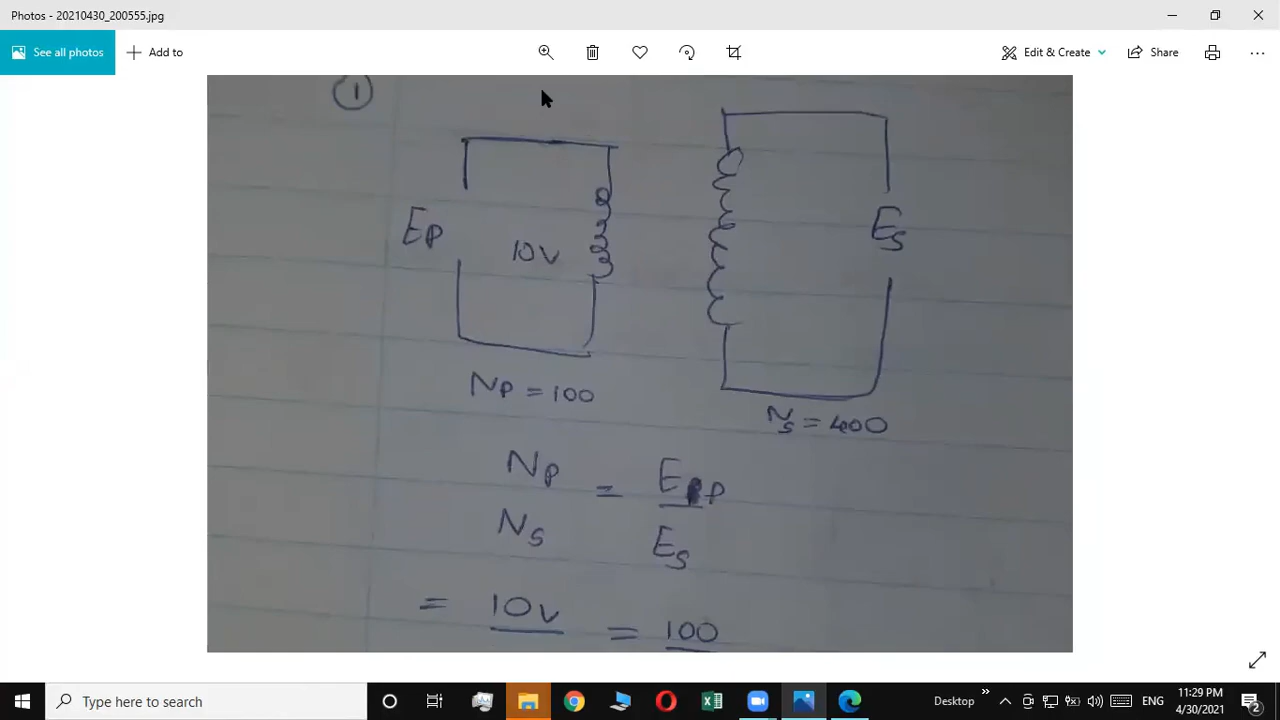 Photos - 20210430_200555.jpg
See all photos
Add to
Edit & Create
Share
1
EP
10V
ES
NP = 100
NS = 400
NP = EP
NS ES
= 10V = 100
Type here to search
Desktop
ENG
11:29 PM
4/30/2021
2